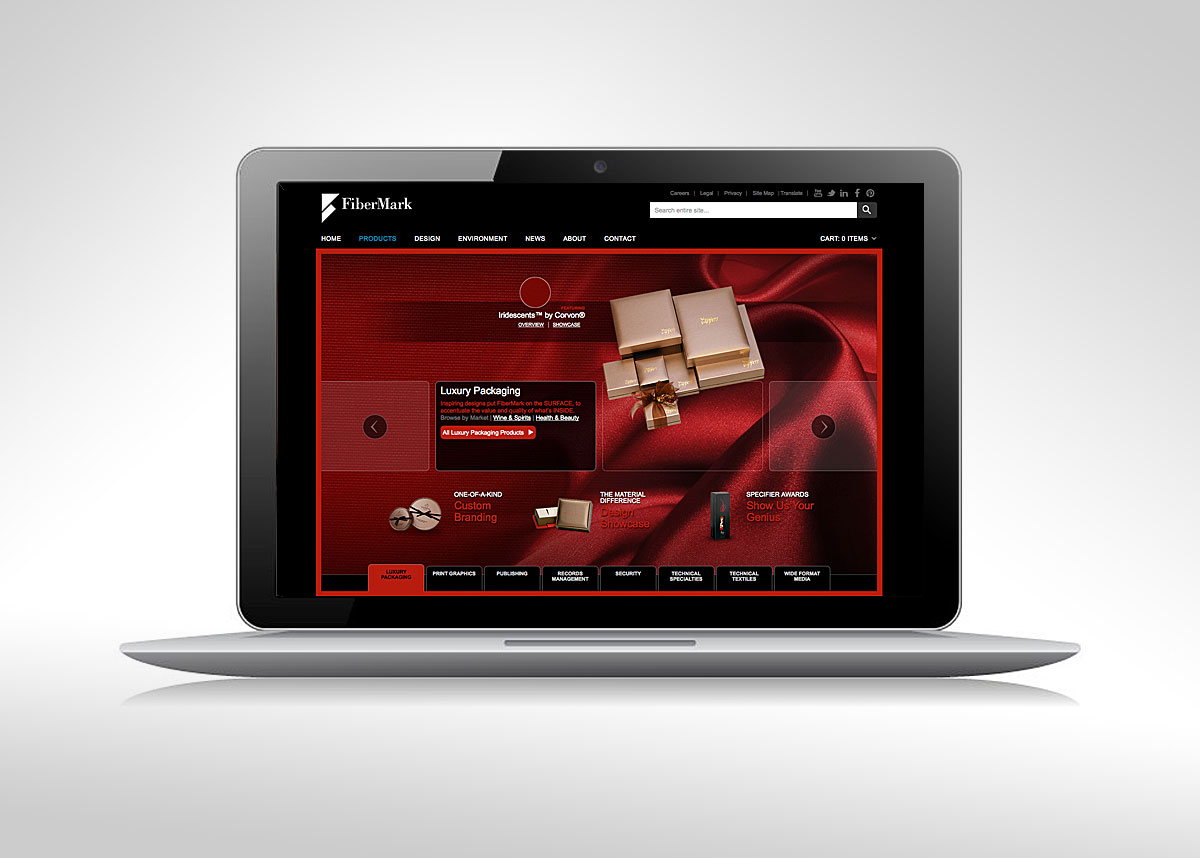 FiberMark
Careers | Legal | Privacy | Site Map | Translate |
Search entire site...
HOME PRODUCTS DESIGN ENVIRONMENT NEWS ABOUT CONTACT CART: 0 ITEMS
FEATURING
Iridescents™ by Corvon®
OVERVIEW | SHOWCASE
Luxury Packaging
Inspiring designs put FiberMark on the SURFACE, to
accentuate the value and quality of what's INSIDE.
Browse by Market | Wine & Spirits | Health & Beauty
All Luxury Packaging Products
ONE-OF-A-KIND
Custom
Branding
THE MATERIAL
DIFFERENCE
Design
Showcase
SPECIFIER AWARDS
Show Us Your
Genius
LUXURY
PACKAGING
PRINT GRAPHICS
PUBLISHING
RECORDS
MANAGEMENT
SECURITY
TECHNICAL
SPECIALTIES
TECHNICAL
TEXTILES
WIDE FORMAT
MEDIA